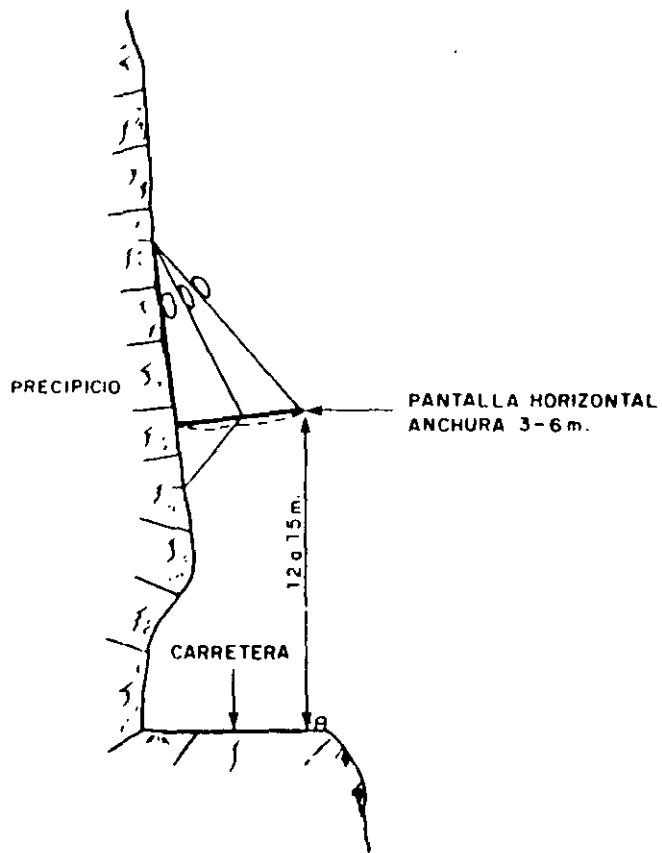 PRECIPICIO
PANTALLA HORIZONTAL
ANCHURA 3-6 m.
12 a 15 m.
CARRETERA